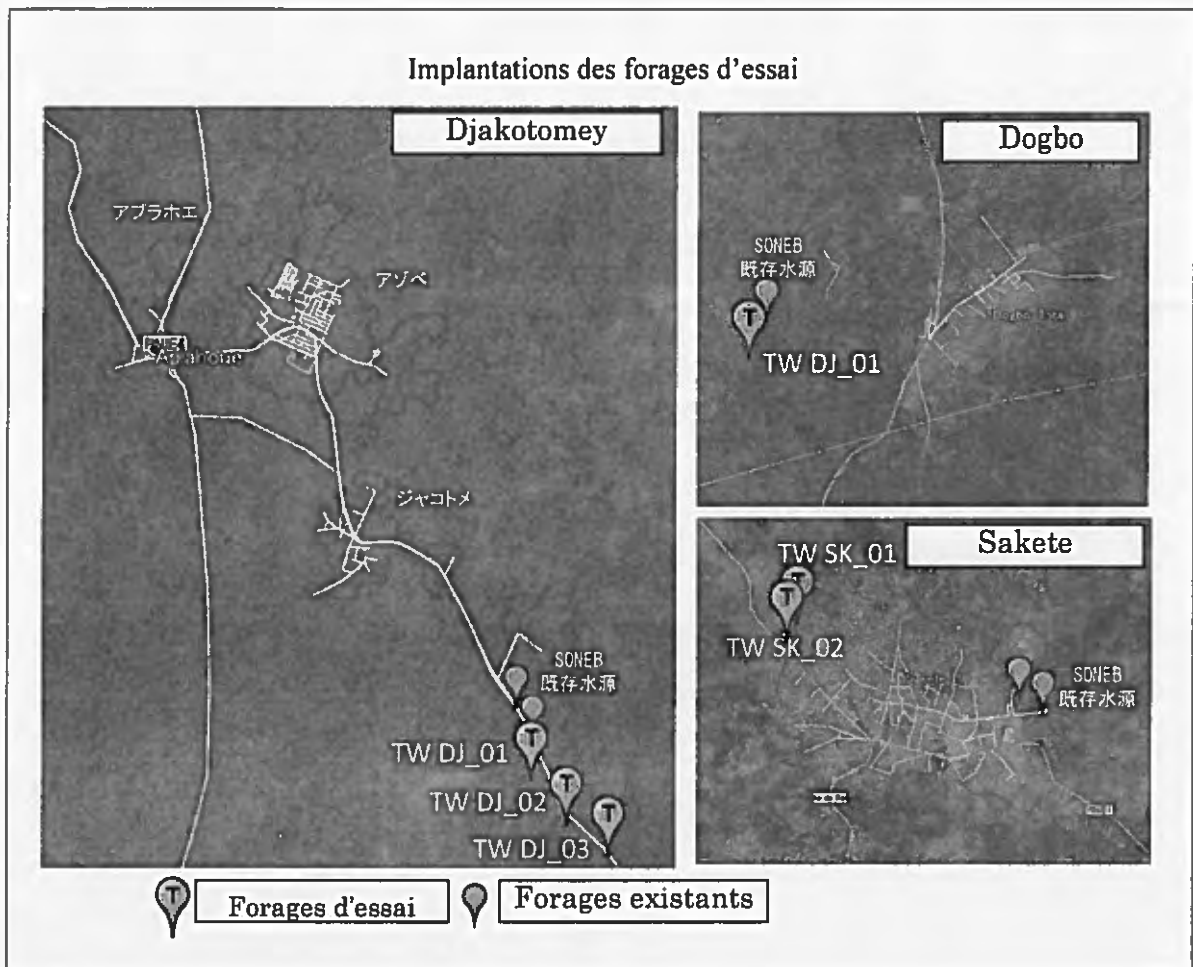 Implantations des forages d'essai
Djakotomey
アブラホエ
アゾベ
ジャコトメ
SONEB
既存水源
TW DJ_01
TW DJ_02
TW DJ_03
Dogbo
SONEB
既存水源
TW DJ_01
Sakete
TW SK_01
TW SK_02
SONEB
既存水源
T Forages d'essai
Forages existants